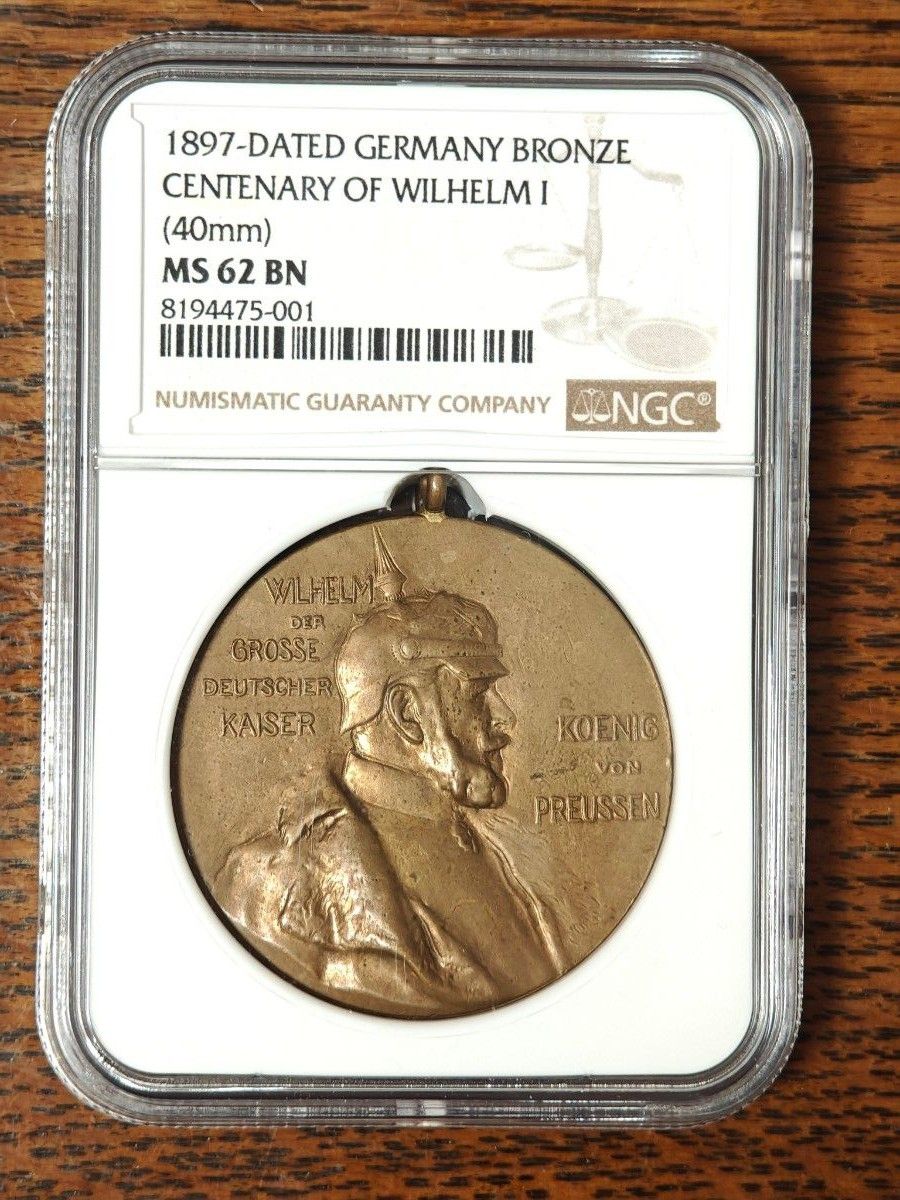 1897-DATED GERMANY BRONZE
CENTENARY OF WILHELM I
(40mm)
MS 62 BN
8194475-001
NUMISMATIC GUARANTY COMPANY
NGC®
WILHELM
DER
GROSSE
DEUTSCHER
KAISER
KOENIG
VON
PREUSSEN